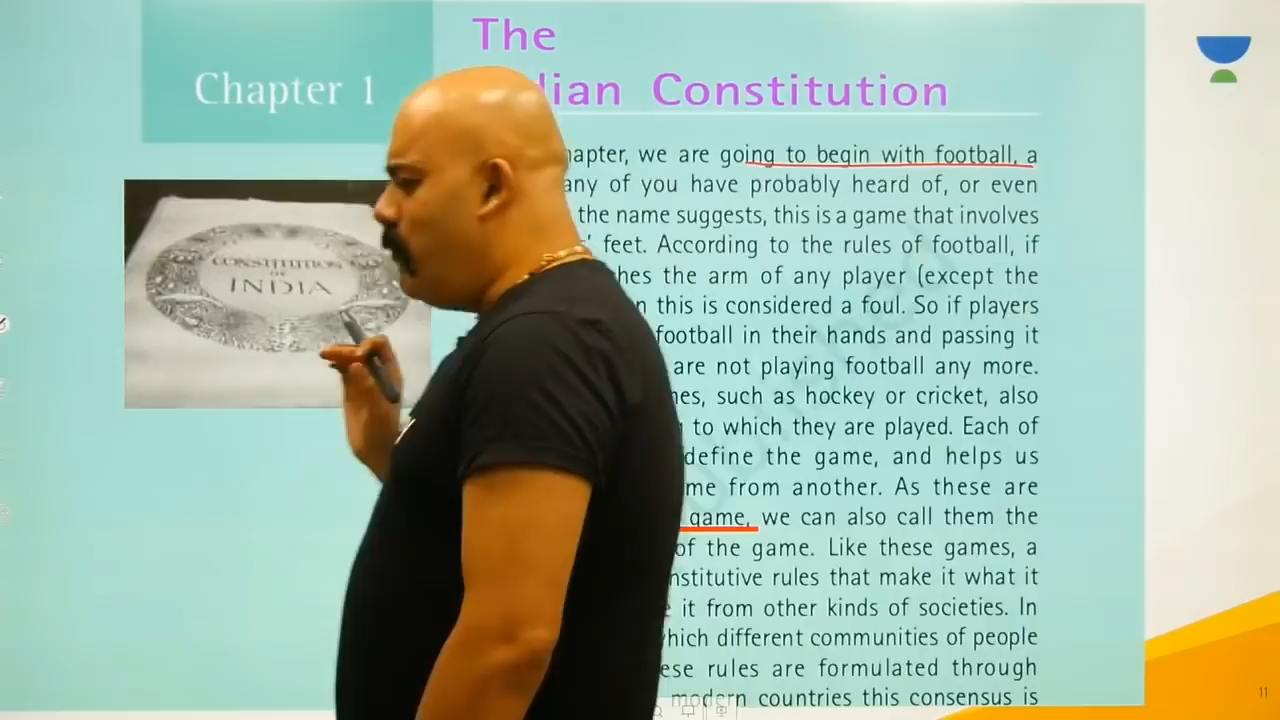 The
Chapter 1
dian Constitution
hapter, we are going to begin with football, a
any of you have probably heard of, or even
the name suggests, this is a game that involves
' feet. According to the rules of football, if
hes the arm of any player (except the
n this is considered a foul. So if players
football in their hands and passing it
are not playing football any more.
mes, such as hockey or cricket, also
to which they are played. Each of
define the game, and helps us
me from another. As these are
game, we can also call them the
of the game. Like these games, a
nstitutive rules that make it what it
e it from other kinds of societies. In
which different communities of people
ese rules are formulated through
modern countries this consensus is
CONSTITUTION
OF
INDIA
11